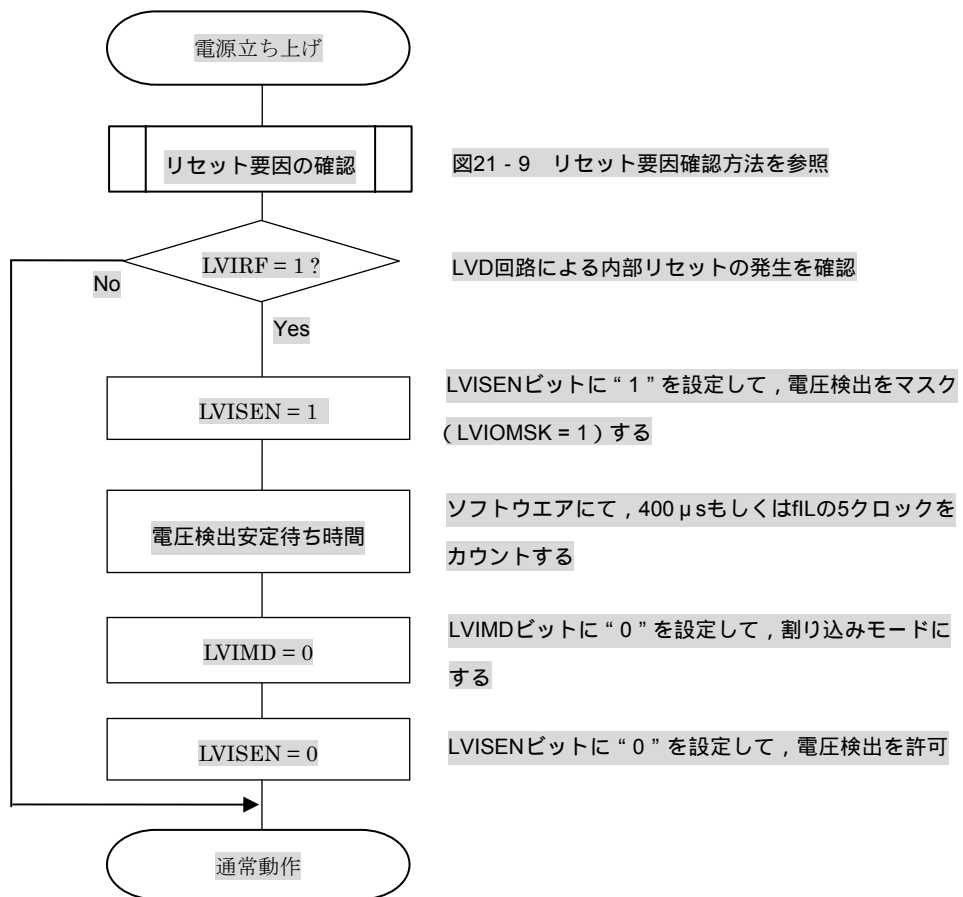 電源立ち上げ
リセット要因の確認
図21 - 9　リセット要因確認方法を参照
LVIRF = 1 ?
LVD回路による内部リセットの発生を確認
No
Yes
LVISEN = 1
LVISENビットに “ 1 ” を設定して , 電圧検出をマスク
（ LVIOMSK = 1 ）する
電圧検出安定待ち時間
ソフトウエアにて , 400 μ sもしくはfILの5クロックを
カウントする
LVIMD = 0
LVIMDビットに “ 0 ” を設定して , 割り込みモードに
する
LVISEN = 0
LVISENビットに “ 0 ” を設定して , 電圧検出を許可
通常動作